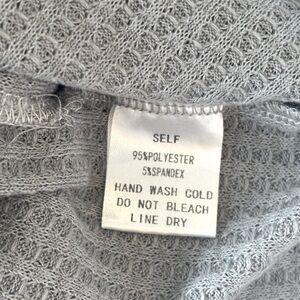 SELF
95%POLYESTER
5%SPANDEX
HAND WASH COLD
DO NOT BLEACH
LINE DRY